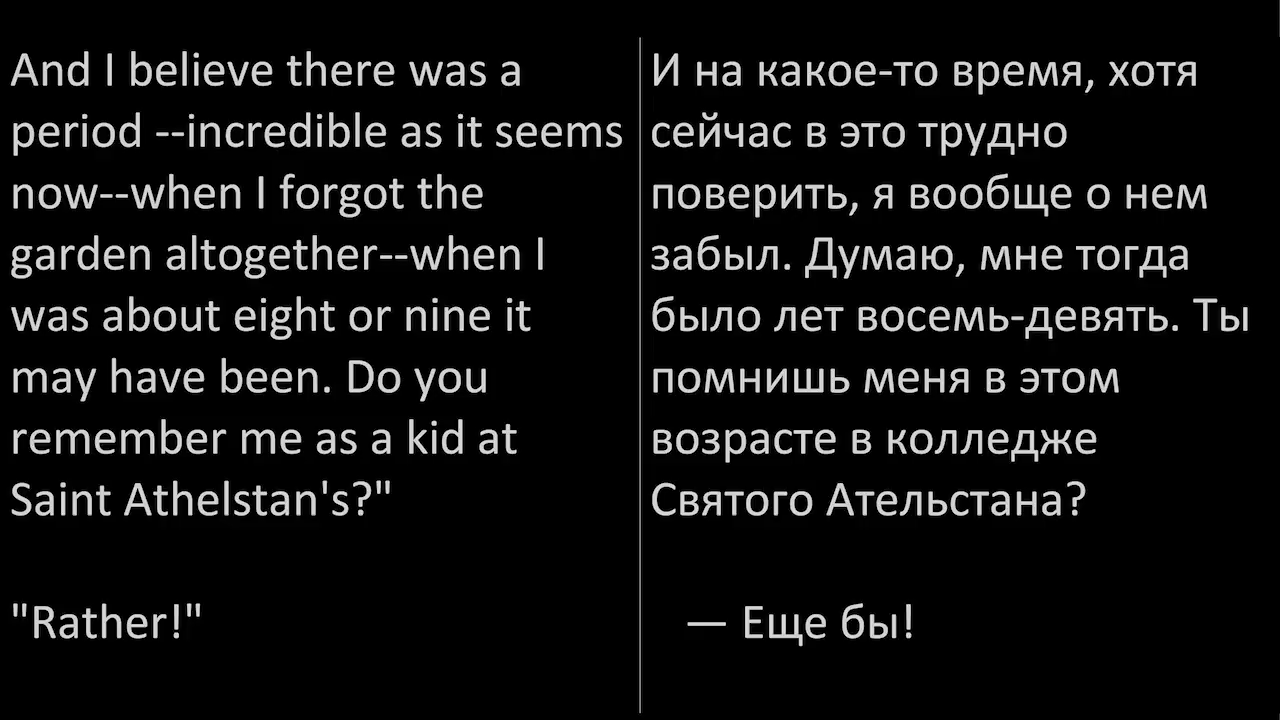 And I believe there was a
period --incredible as it seems
now--when I forgot the
garden altogether--when I
was about eight or nine it
may have been. Do you
remember me as a kid at
Saint Athelstan's?"
"Rather!"
И на какое-то время, хотя
сейчас в это трудно
поверить, я вообще о нем
забыл. Думаю, мне тогда
было лет восемь-девять. Ты
помнишь меня в этом
возрасте в колледже
Святого Ательстана?
— Еще бы!